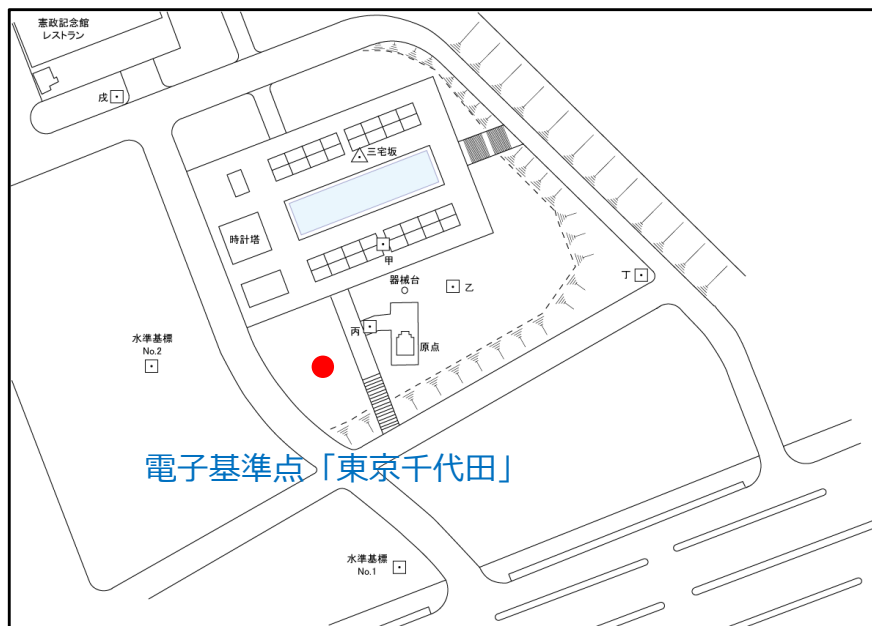 憲政記念館
レストラン
戌
三宅坂
時計塔
甲
器械台
乙
丁
丙
原点
水準基標
No.2
電子基準点「東京千代田」
水準基標
No.1